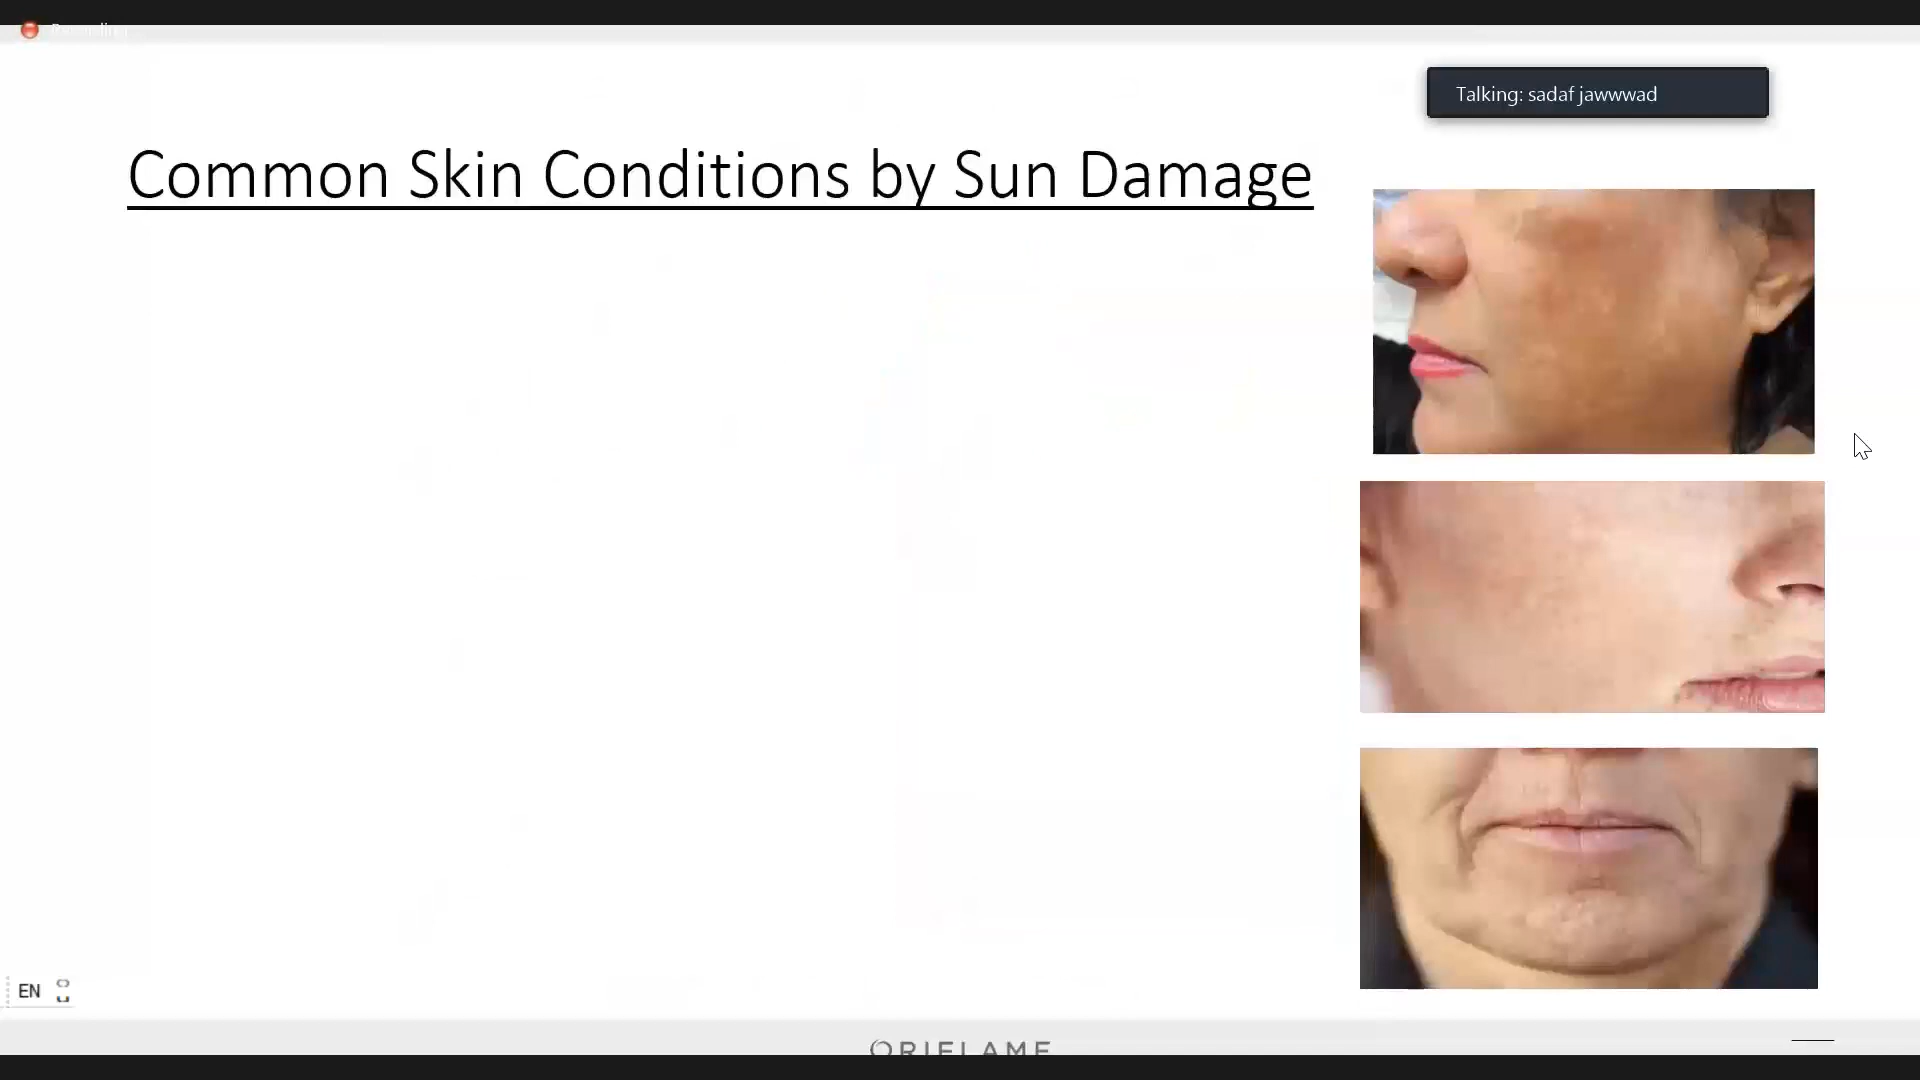 Talking: sadaf jawwwad
Common Skin Conditions by Sun Damage
EN
ORIFLAME